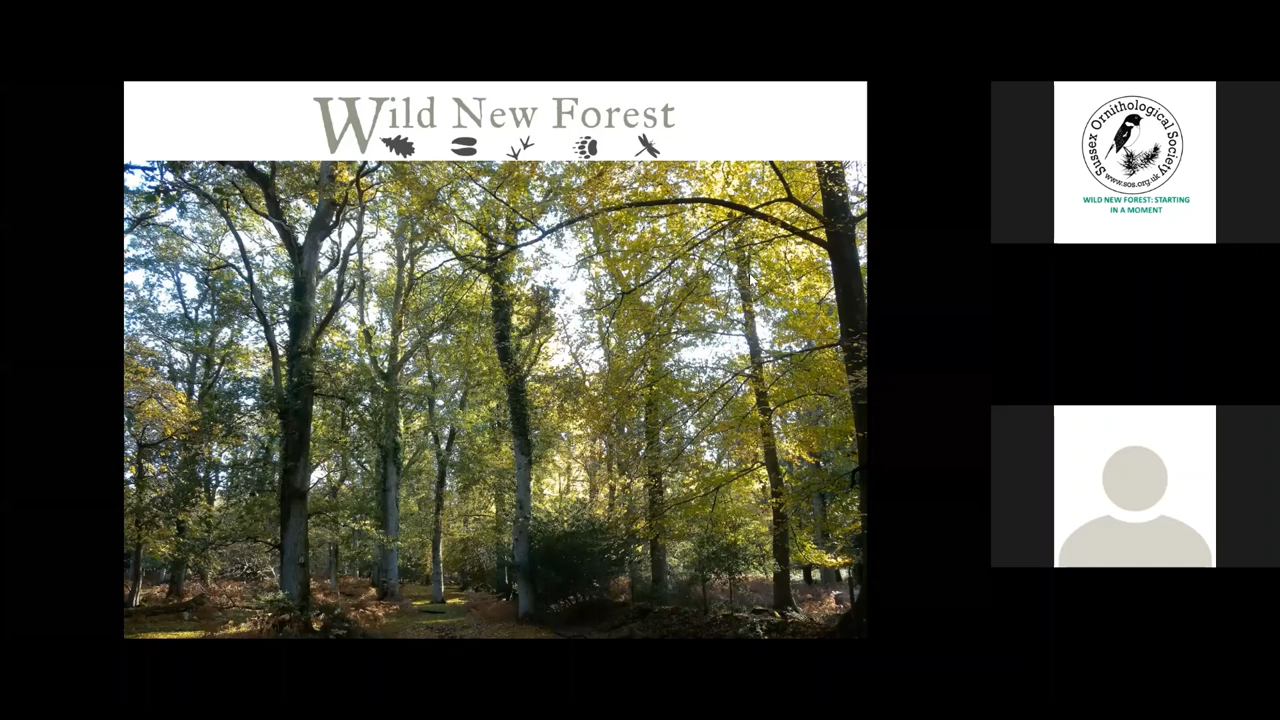 Wild New Forest
Sussex Ornithological Society
www.sos.org.uk
WILD NEW FOREST: STARTING
IN A MOMENT